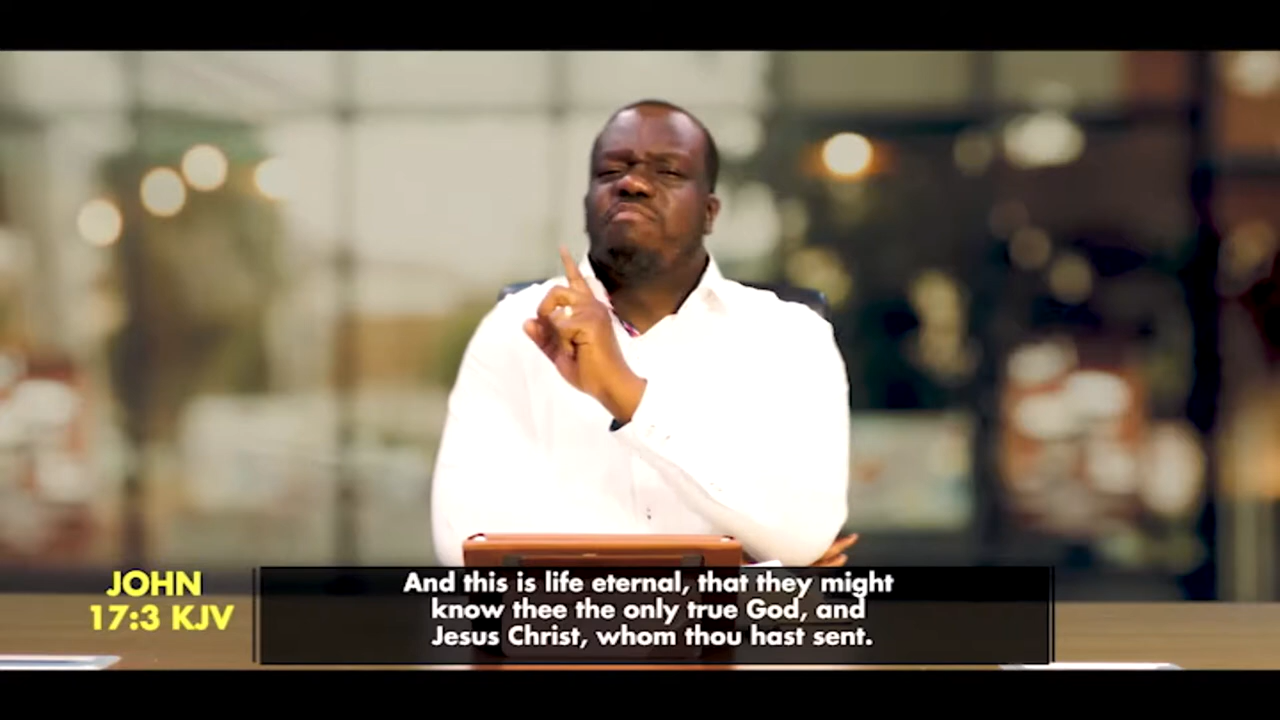 JOHN
17:3 KJV
And this is life eternal, that they might
know thee the only true God, and
Jesus Christ, whom thou hast sent.